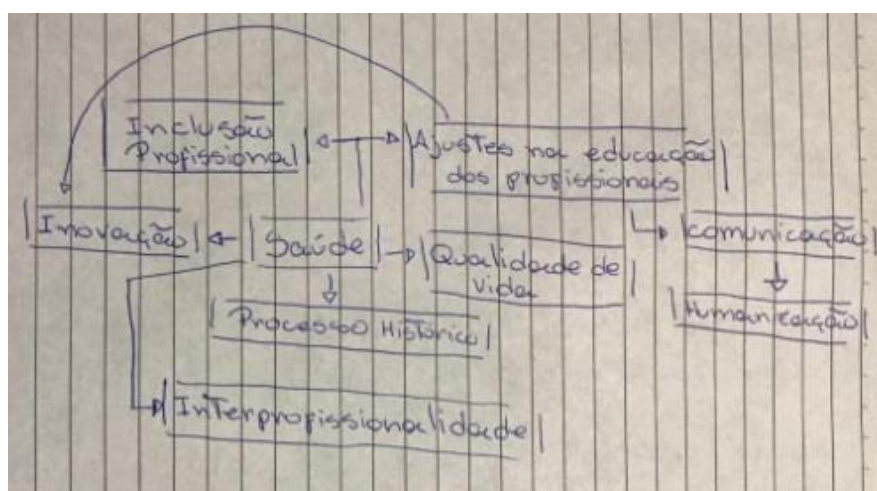 Inclusão
Profissional
Ajustes na educação
dos profissionais
Inovação
Saúde
Qualidade de
vida
comunicação
Humanização
Processo Histórico
Interprofissionalidade